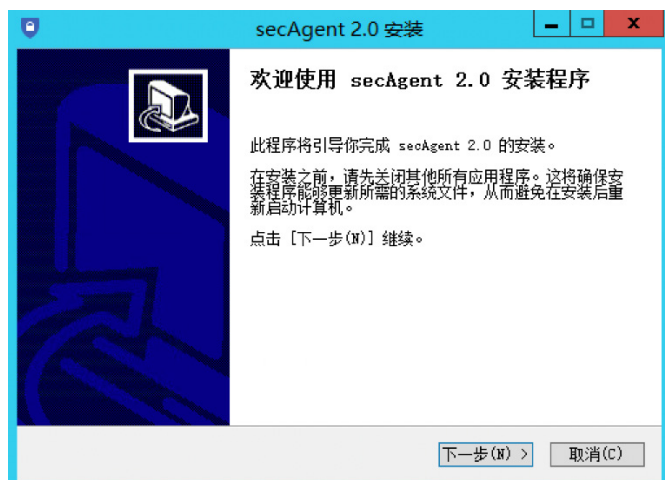 secAgent 2.0 安装
欢迎使用 secAgent 2.0 安装程序
此程序将引导你完成 secAgent 2.0 的安装。
在安装之前，请先关闭其他所有应用程序。这将确保安
装程序能够更新所需的系统文件，从而避免在安装后重
新启动计算机。
点击 [下一步(N)] 继续。
下一步(N) >
取消(C)